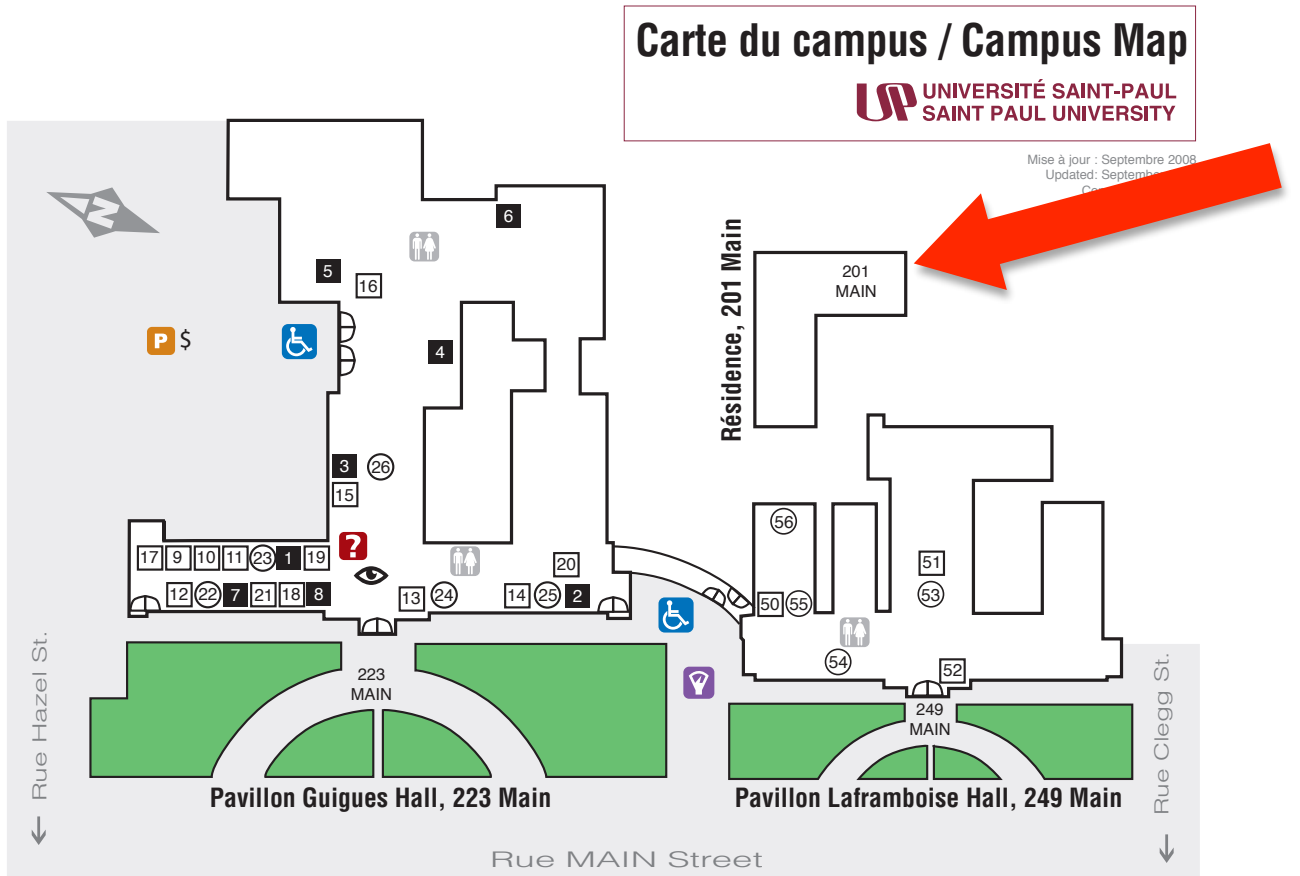 Carte du campus / Campus Map
USP
UNIVERSITÉ SAINT-PAUL
SAINT PAUL UNIVERSITY
Mise à jour : Septembre 2008
Updated:
N
6
5
16
201
MAIN
Résidence, 201 Main
P $
4
3 26
15
?
56
17 9 10 11 23 1 19
20
51
12 22 7 21 18 8
13 24
14 25 2
50 55
53
54
52
223
MAIN
249
MAIN
Rue Hazel St.
Rue Clegg St.
Pavillon Guigues Hall, 223 Main
Pavillon Laframboise Hall, 249 Main
Rue MAIN Street